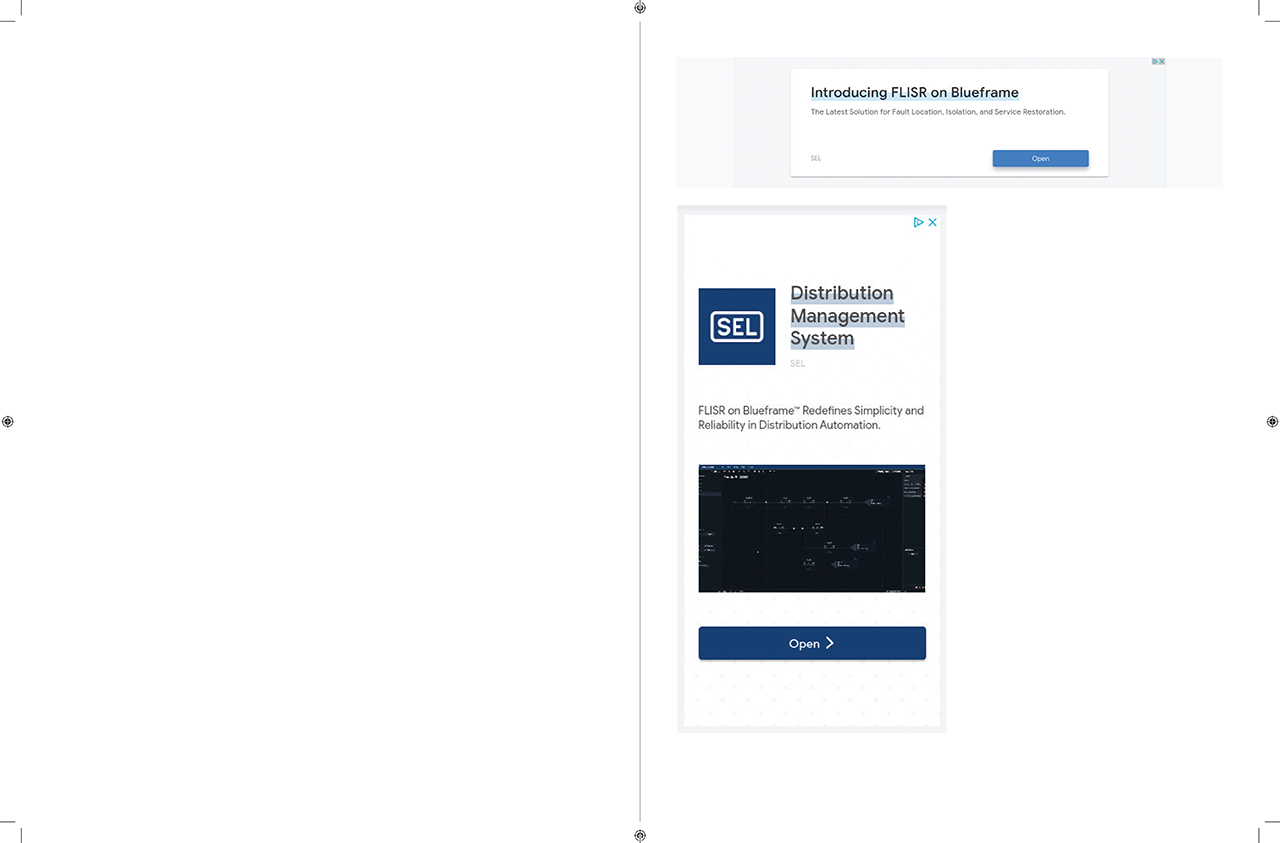 Introducing FLISR on Blueframe
The Latest Solution for Fault Location, Isolation, and Service Restoration.
SEL
Open
SEL
Distribution
Management
System
SEL
FLISR on Blueframe™ Redefines Simplicity and
Reliability in Distribution Automation.
Open